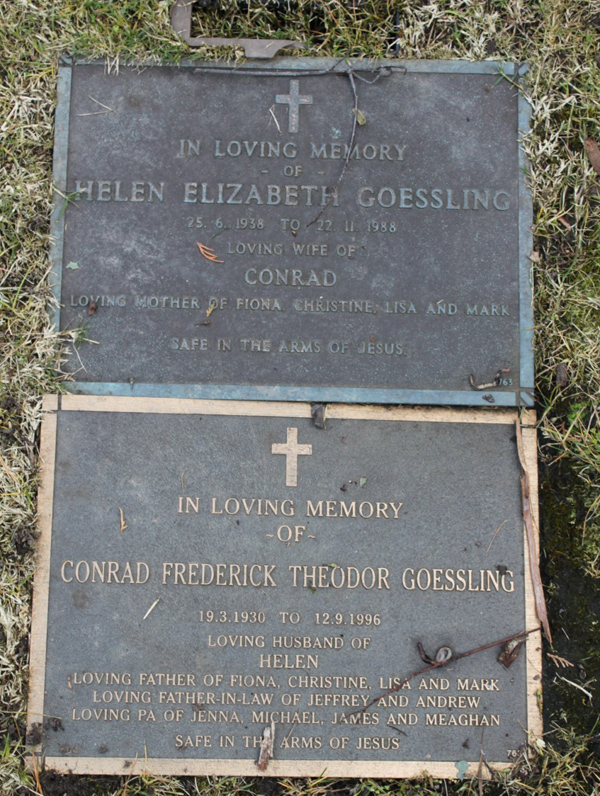 IN LOVING MEMORY
- OF -
HELEN ELIZABETH GOESSLING
25. 6. 1938 TO 22. 11. 1988
LOVING WIFE OF
CONRAD
LOVING MOTHER OF FIONA, CHRISTINE, LISA AND MARK
SAFE IN THE ARMS OF JESUS.
763
IN LOVING MEMORY
~OF~
CONRAD FREDERICK THEODOR GOESSLING
19.3.1930 TO 12.9.1996
LOVING HUSBAND OF
HELEN
LOVING FATHER OF FIONA, CHRISTINE, LISA AND MARK
LOVING FATHER-IN-LAW OF JEFFREY AND ANDREW
LOVING PA OF JENNA, MICHAEL, JAMES AND MEAGHAN
SAFE IN THE ARMS OF JESUS